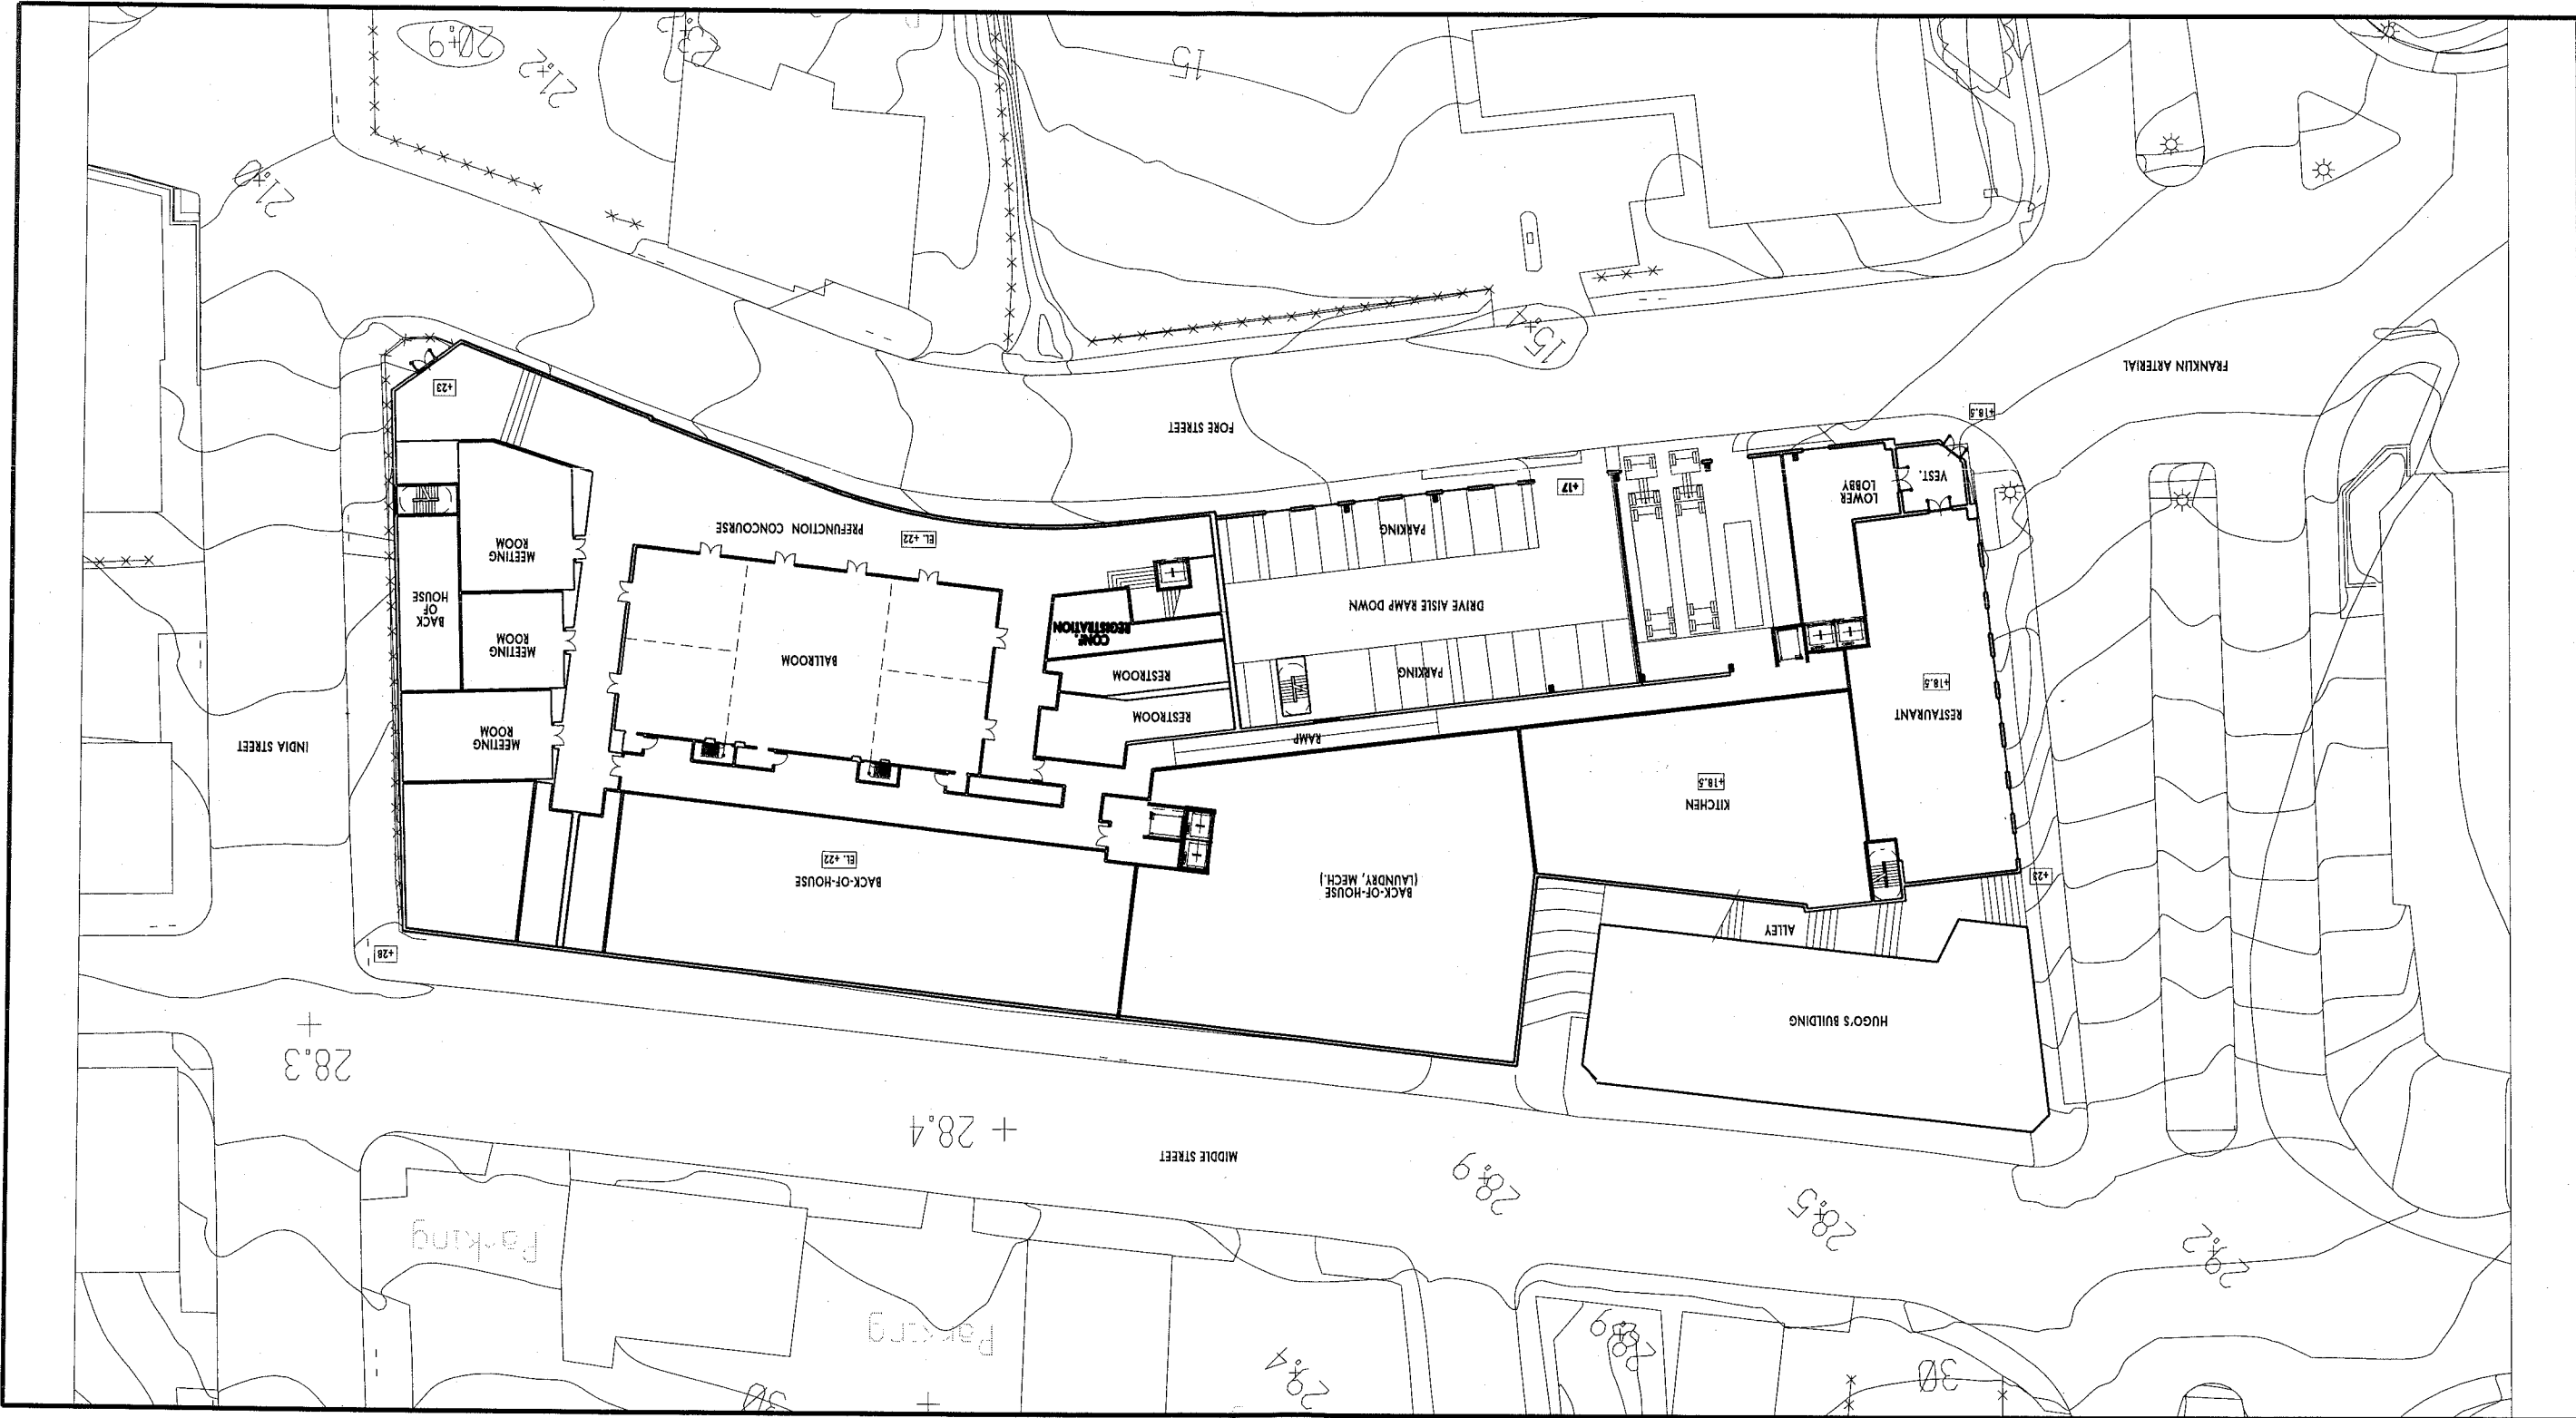 30
29.4
Parking
29.2
Parking
28.5
28.9
MIDDLE STREET
+ 28.4
28.3
HUGO'S BUILDING
ALLEY
+28
+23
BACK-OF-HOUSE
(LAUNDRY, MECH.)
BACK-OF-HOUSE
EL. +22
KITCHEN
+18.5
RESTAURANT
+18.5
RAMP
RESTROOM
RESTROOM
PARKING
DRIVE AISLE RAMP DOWN
PARKING
+17
CONF.
REGISTRATION
BALLROOM
MEETING
ROOM
MEETING
ROOM
MEETING
ROOM
BACK
OF
HOUSE
INDIA STREET
PREFUNCTION CONCOURSE
EL. +22
LOWER
LOBBY
VEST.
+18.5
+23
FORE STREET
FRANKLIN ARTERIAL
15.7
21.0
15
21.2
20.9